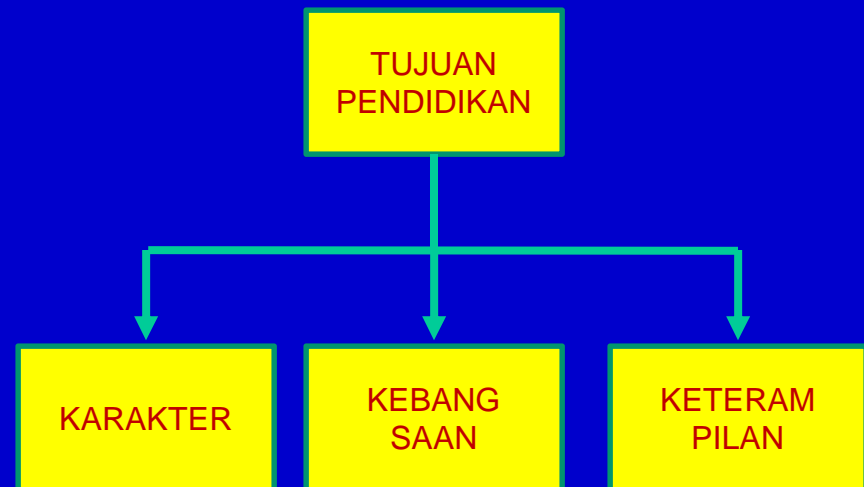 TUJUAN
PENDIDIKAN
KARAKTER
KEBANG
SAAN
KETERAM
PILAN